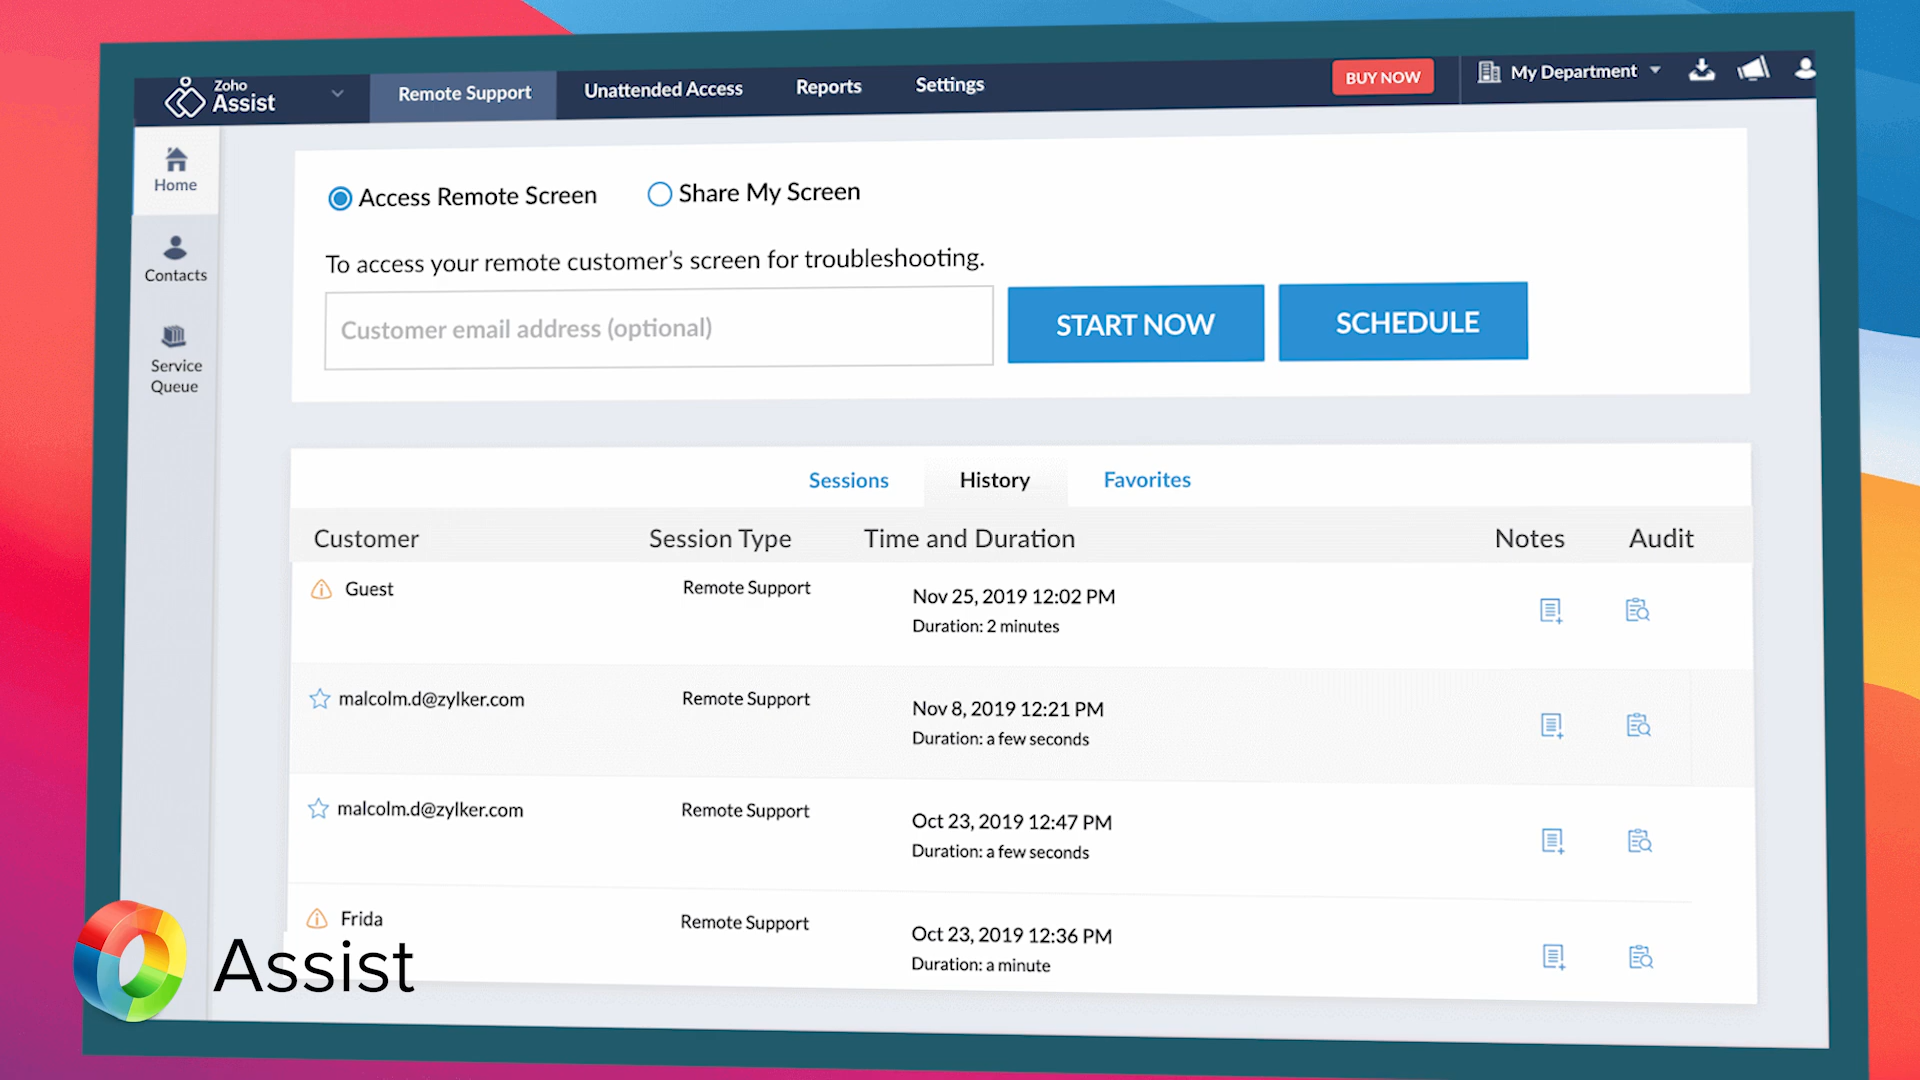 Zoho
Assist
Remote Support
Unattended Access
Reports
Settings
BUY NOW
My Department
Home
Contacts
Service
Queue
Access Remote Screen
Share My Screen
To access your remote customer's screen for troubleshooting.
Customer email address (optional)
START NOW
SCHEDULE
Sessions
History
Favorites
Customer
Session Type
Time and Duration
Notes
Audit
Guest
Remote Support
Nov 25, 2019 12:02 PM
Duration: 2 minutes
malcolm.d@zylker.com
Remote Support
Nov 8, 2019 12:21 PM
Duration: a few seconds
malcolm.d@zylker.com
Remote Support
Oct 23, 2019 12:47 PM
Duration: a few seconds
Frida
Remote Support
Oct 23, 2019 12:36 PM
Duration: a minute
Assist